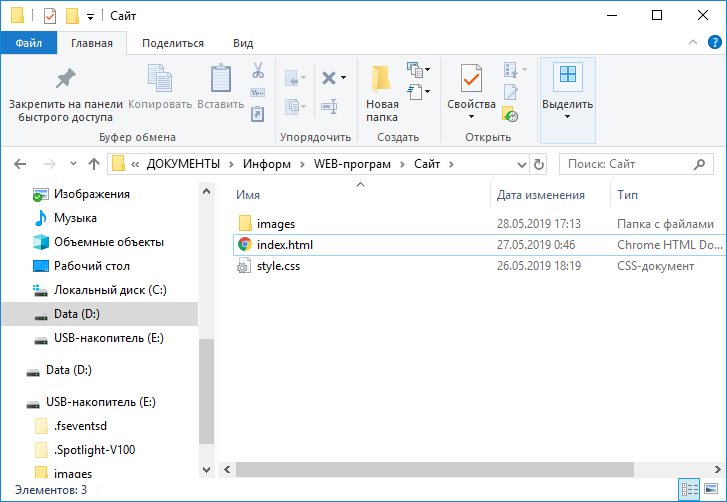 Сайт
Файл Главная Поделиться Вид
Закрепить на панели быстрого доступа
Копировать
Вставить
Новая папка
Свойства
Выделить
Буфер обмена
Упорядочить
Создать
Открыть
« ДОКУМЕНТЫ Информ WEB-програм Сайт
Поиск: Сайт
Изображения
Музыка
Объемные объекты
Рабочий стол
Локальный диск (C:)
Data (D:)
USB-накопитель (E:)
Data (D:)
USB-накопитель (E:)
.fseventsd
.Spotlight-V100
images
Имя Дата изменения Тип
images 28.05.2019 17:13 Папка с файлами
index.html 27.05.2019 0:46 Chrome HTML Do...
style.css 26.05.2019 18:19 CSS-документ
Элементов: 3